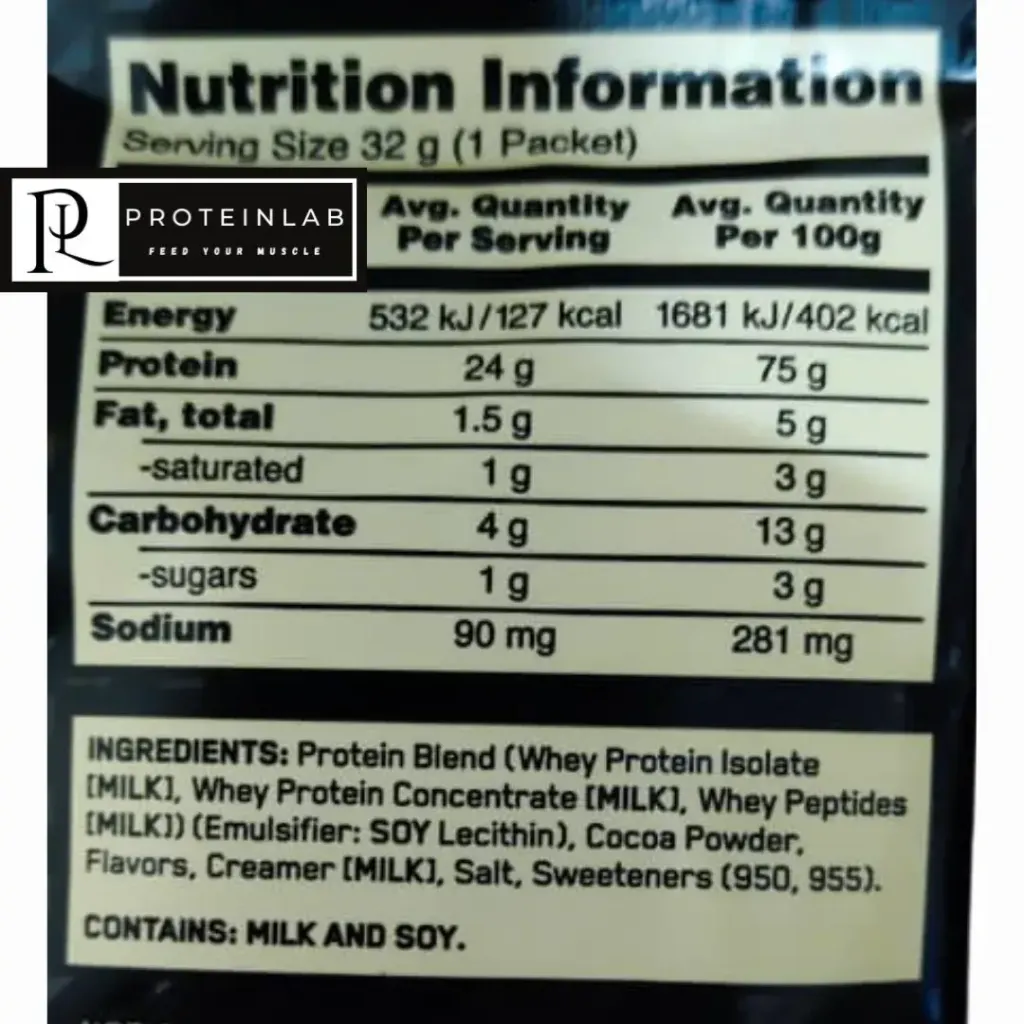 Nutrition Information
Serving Size 32 g (1 Packet)
PL PROTEINLAB
FEED YOUR MUSCLE
Avg. Quantity Per Serving Avg. Quantity Per 100g
Energy 532 kJ/127 kcal 1681 kJ/402 kcal
Protein 24 g 75 g
Fat, total 1.5 g 5 g
-saturated 1 g 3 g
Carbohydrate 4 g 13 g
-sugars 1 g 3 g
Sodium 90 mg 281 mg
INGREDIENTS: Protein Blend (Whey Protein Isolate
[MILK], Whey Protein Concentrate [MILK], Whey Peptides
[MILK]) (Emulsifier: SOY Lecithin), Cocoa Powder,
Flavors, Creamer [MILK], Salt, Sweeteners (950, 955).
CONTAINS: MILK AND SOY.